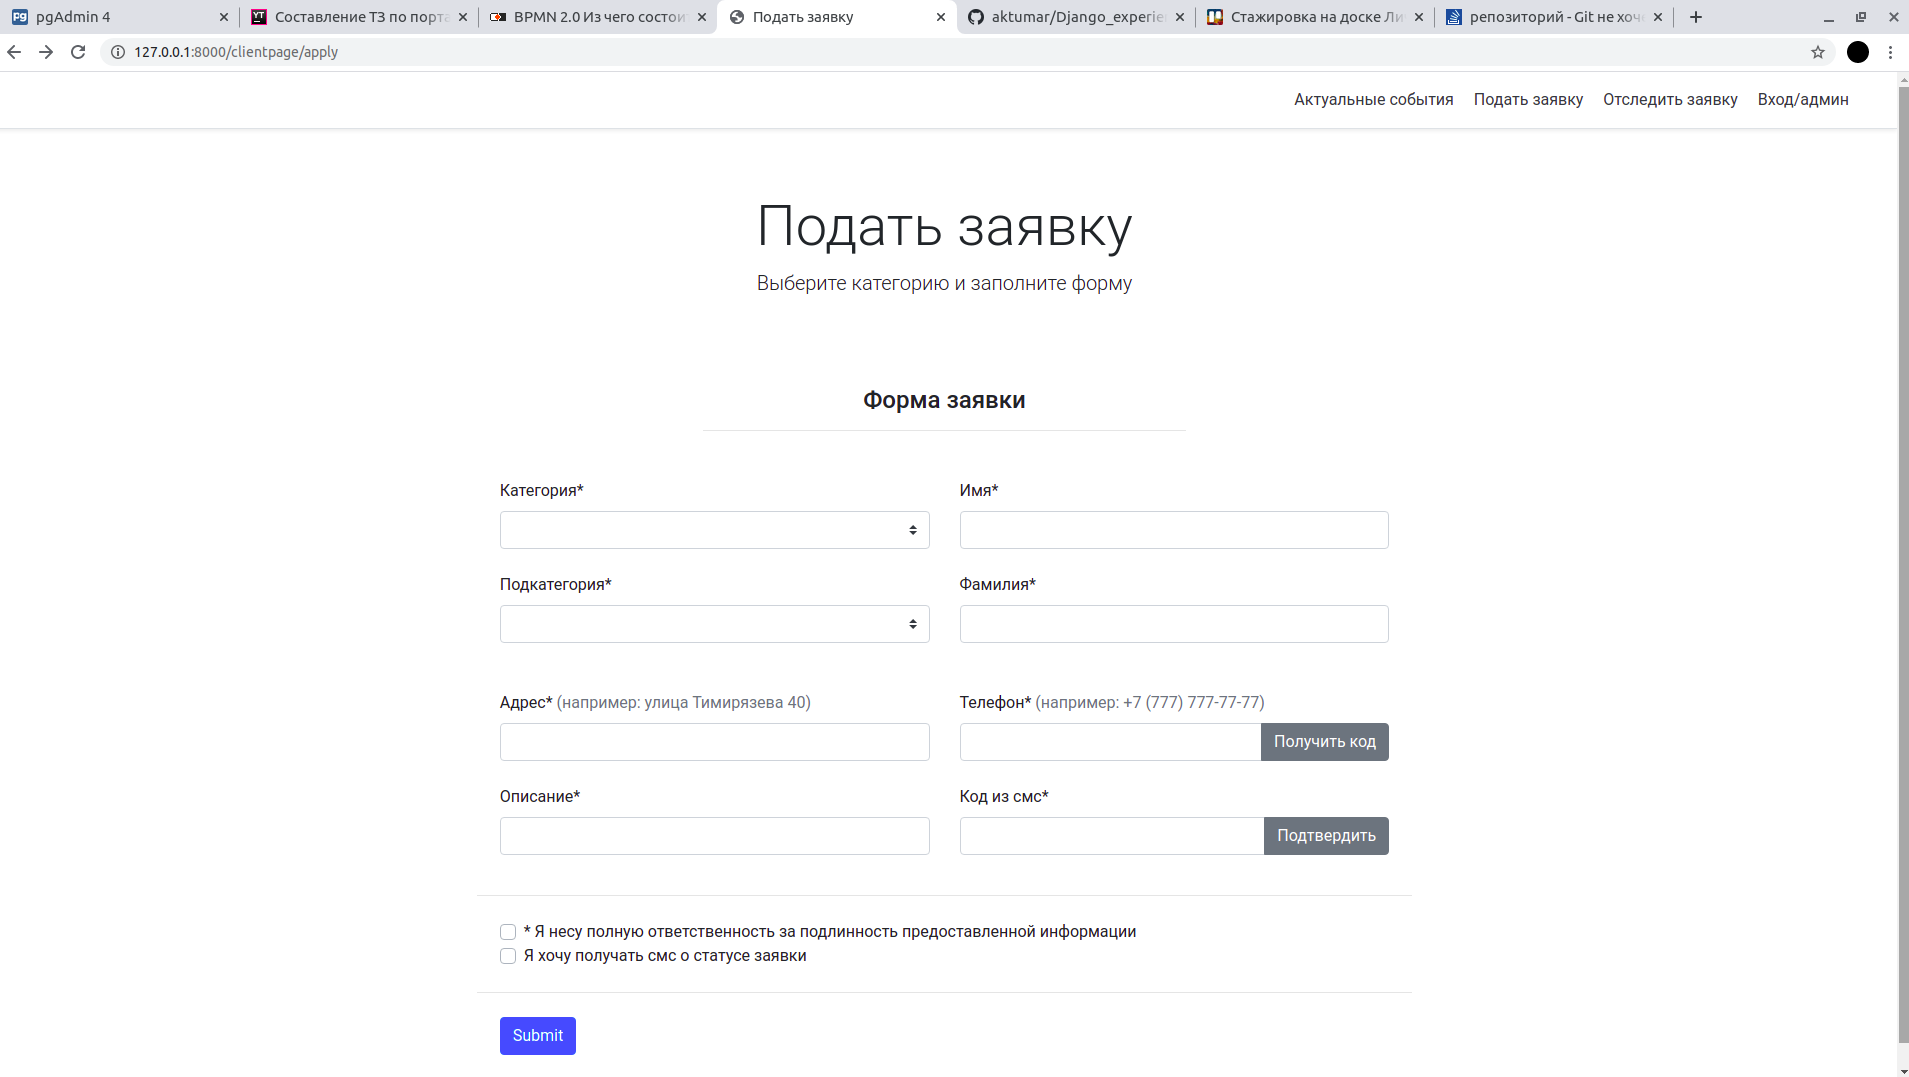 pgAdmin 4
Составление ТЗ по порта
BPMN 2.0 Из чего состои
Подать заявку
aktumar/Django_experie
Стажировка на доске Ли
репозиторий - Git не хоч
127.0.0.1:8000/clientpage/apply
Актуальные события Подать заявку Отследить заявку Вход/админ
Подать заявку
Выберите категорию и заполните форму
Форма заявки
Категория*
Имя*
Подкатегория*
Фамилия*
Адрес* (например: улица Тимирязева 40)
Телефон* (например: +7 (777) 777-77-77)
Получить код
Описание*
Код из смс*
Подтвердить
* Я несу полную ответственность за подлинность предоставленной информации
Я хочу получать смс о статусе заявки
Submit